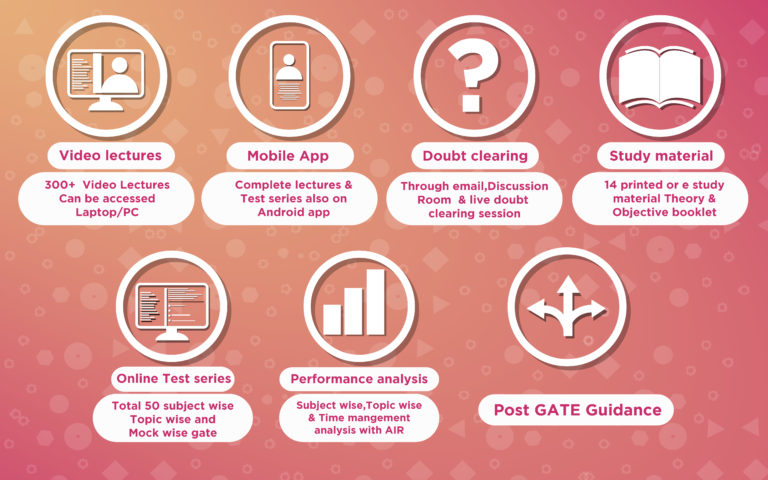 Video lectures
300+ Video Lectures
Can be accessed
Laptop/PC
Mobile App
Complete lectures &
Test series also on
Android app
Doubt clearing
Through email,Discussion
Room & live doubt
clearing session
Study material
14 printed or e study
material Theory &
Objective booklet
Online Test series
Total 50 subject wise
Topic wise and
Mock wise gate
Performance analysis
Subject wise,Topic wise
& Time mangement
analysis with AIR
Post GATE Guidance